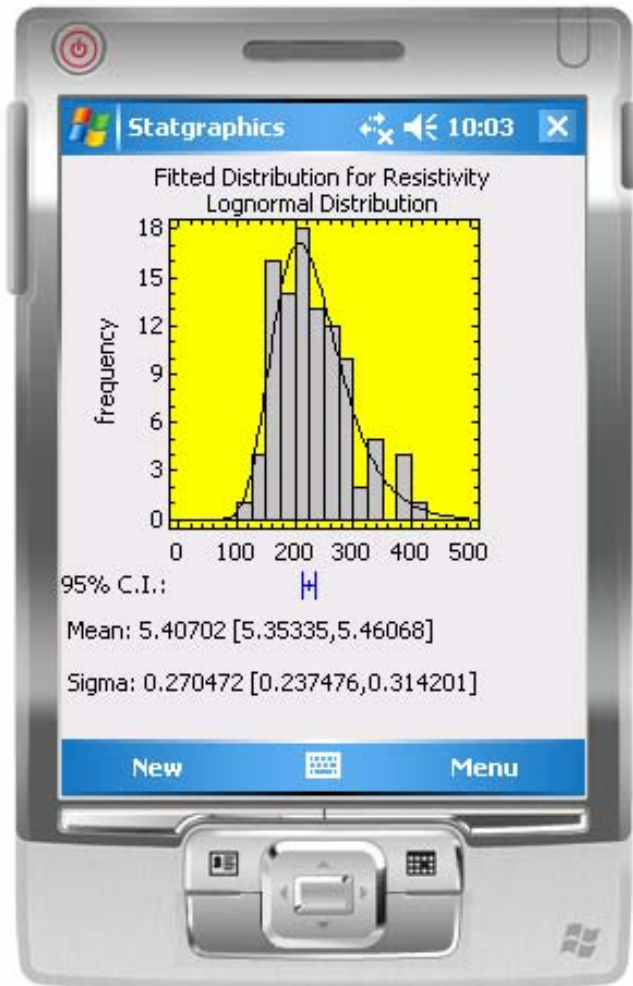 Statgraphics 10:03
Fitted Distribution for Resistivity
Lognormal Distribution
18
15
12
9
6
3
0
frequency
0 100 200 300 400 500
95% C.I.:
Mean: 5.40702 [5.35335,5.46068]
Sigma: 0.270472 [0.237476,0.314201]
New Menu